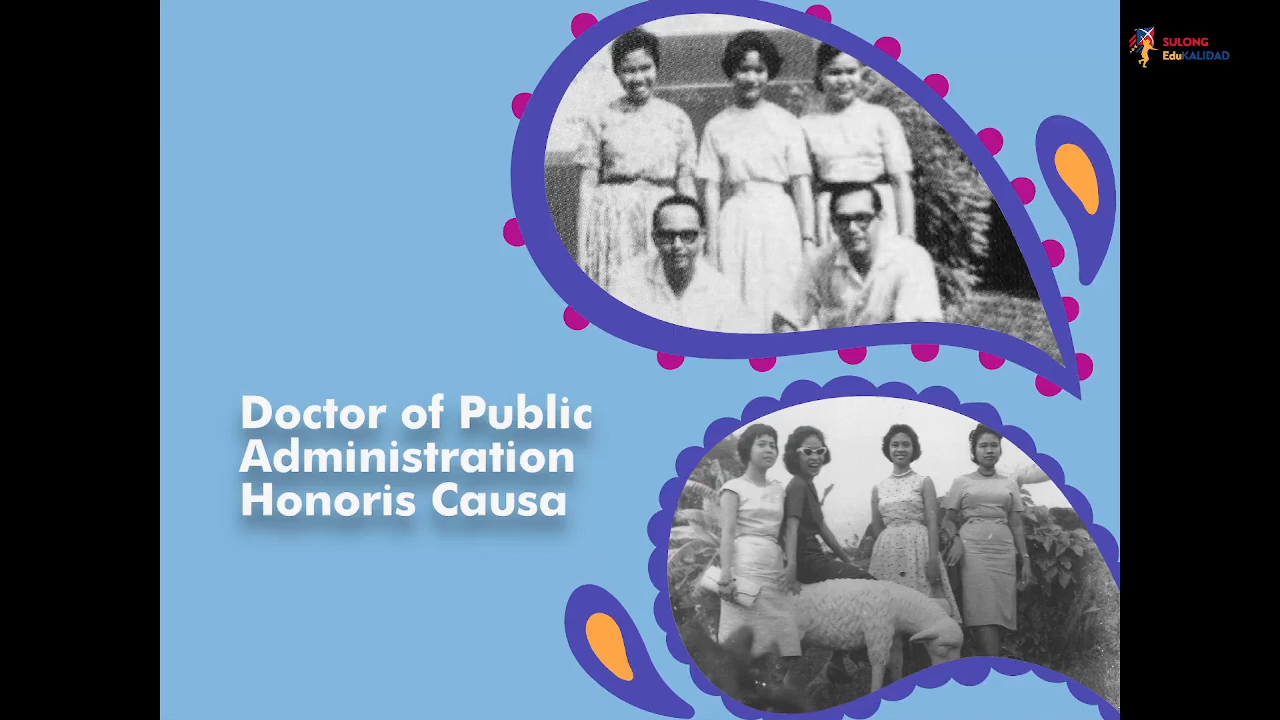 SULONG
EduKALIDAD
Doctor of Public
Administration
Honoris Causa